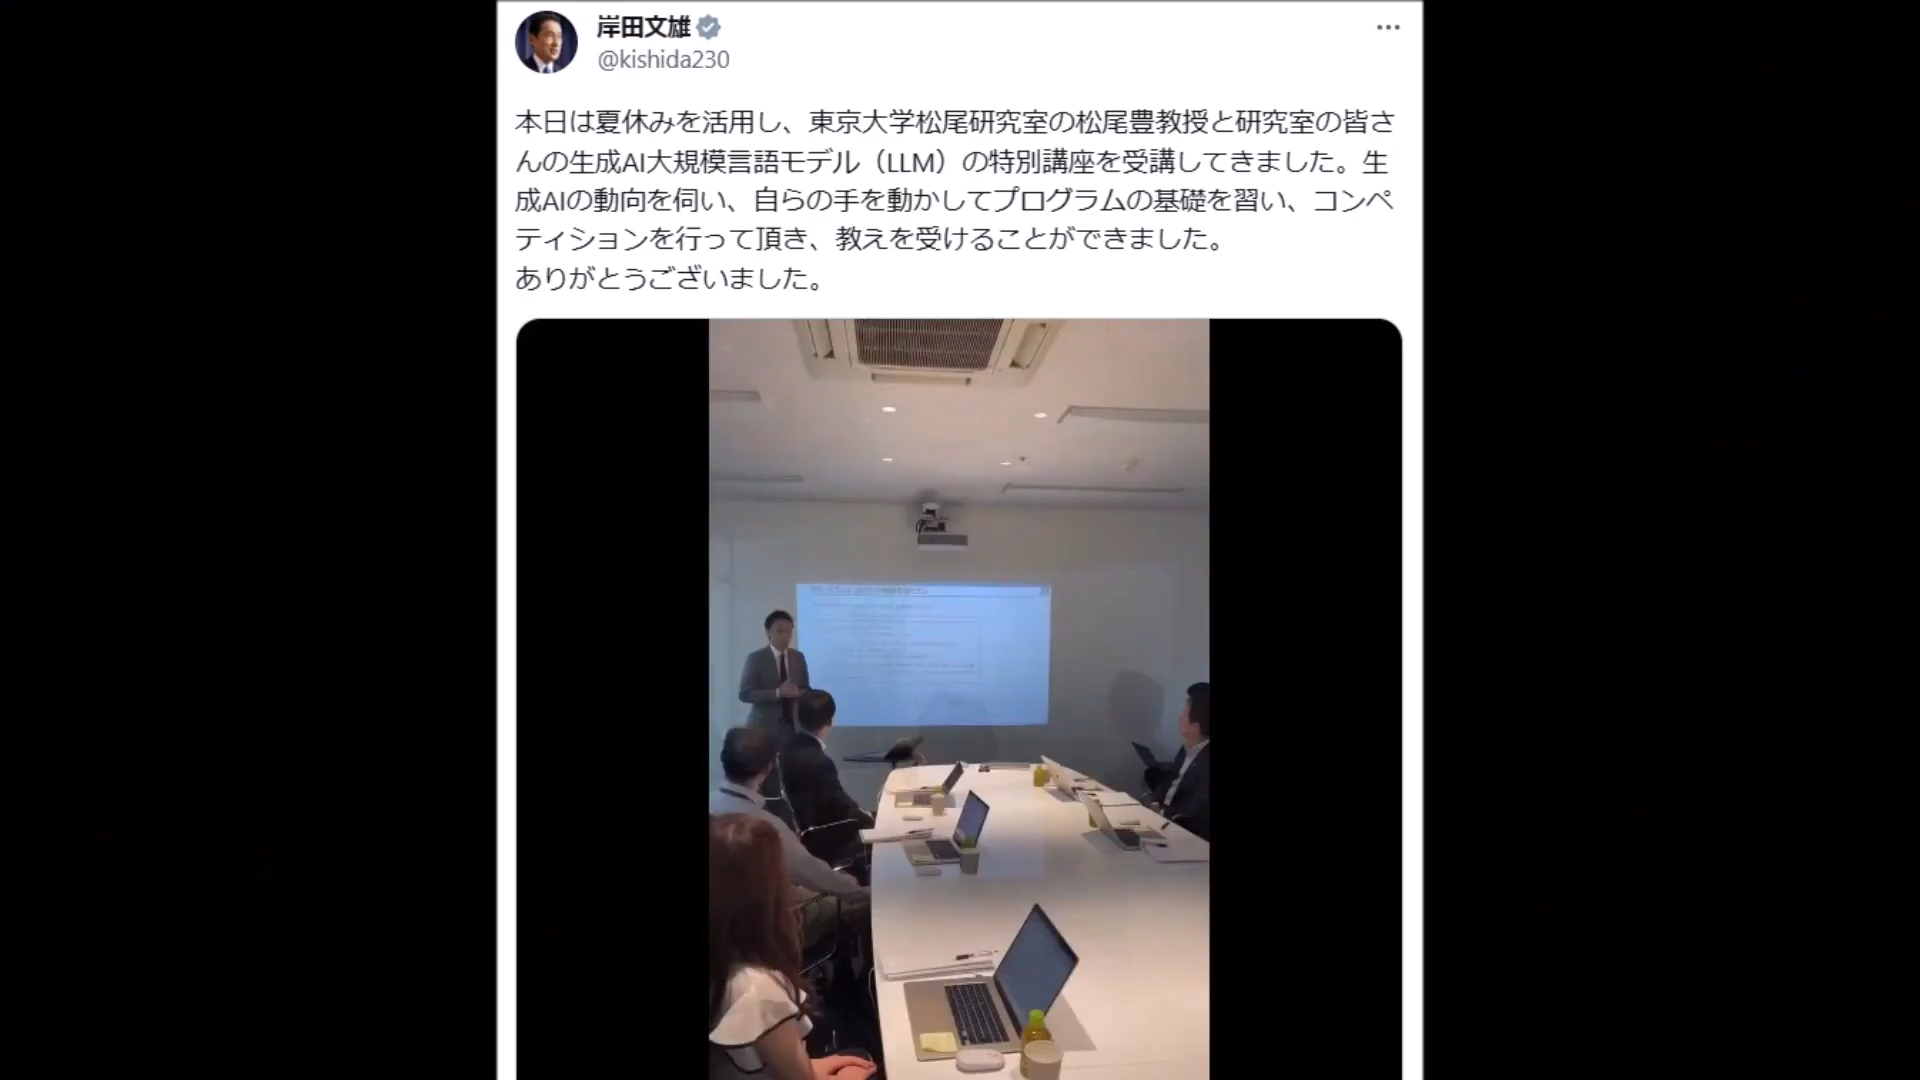 岸田文雄
@kishida230
本日は夏休みを活用し、東京大学松尾研究室の松尾豊教授と研究室の皆さ
んの生成AI大規模言語モデル（LLM）の特別講座を受講してきました。生
成AIの動向を伺い、自らの手を動かしてプログラムの基礎を習い、コンペ
ティションを行って頂き、教えを受けることができました。
ありがとうございました。